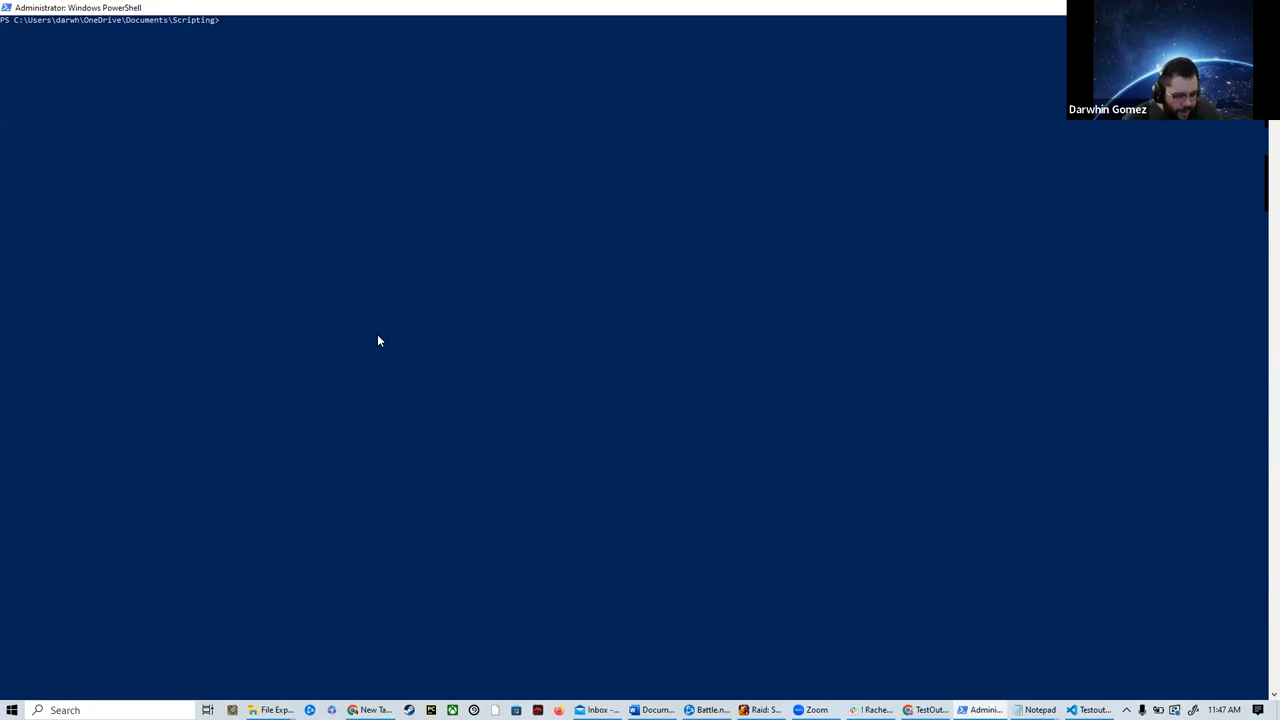 Administrator: Windows PowerShell
PS C:\Users\darwh\OneDrive\Documents\Scripting>
Darwhin Gomez
Search
File Exp...
New Ta...
Inbox -...
Docum...
Battle.n...
Raid: S...
Zoom
! Rache...
TestOut...
Admini...
Notepad
Testout...
11:47 AM